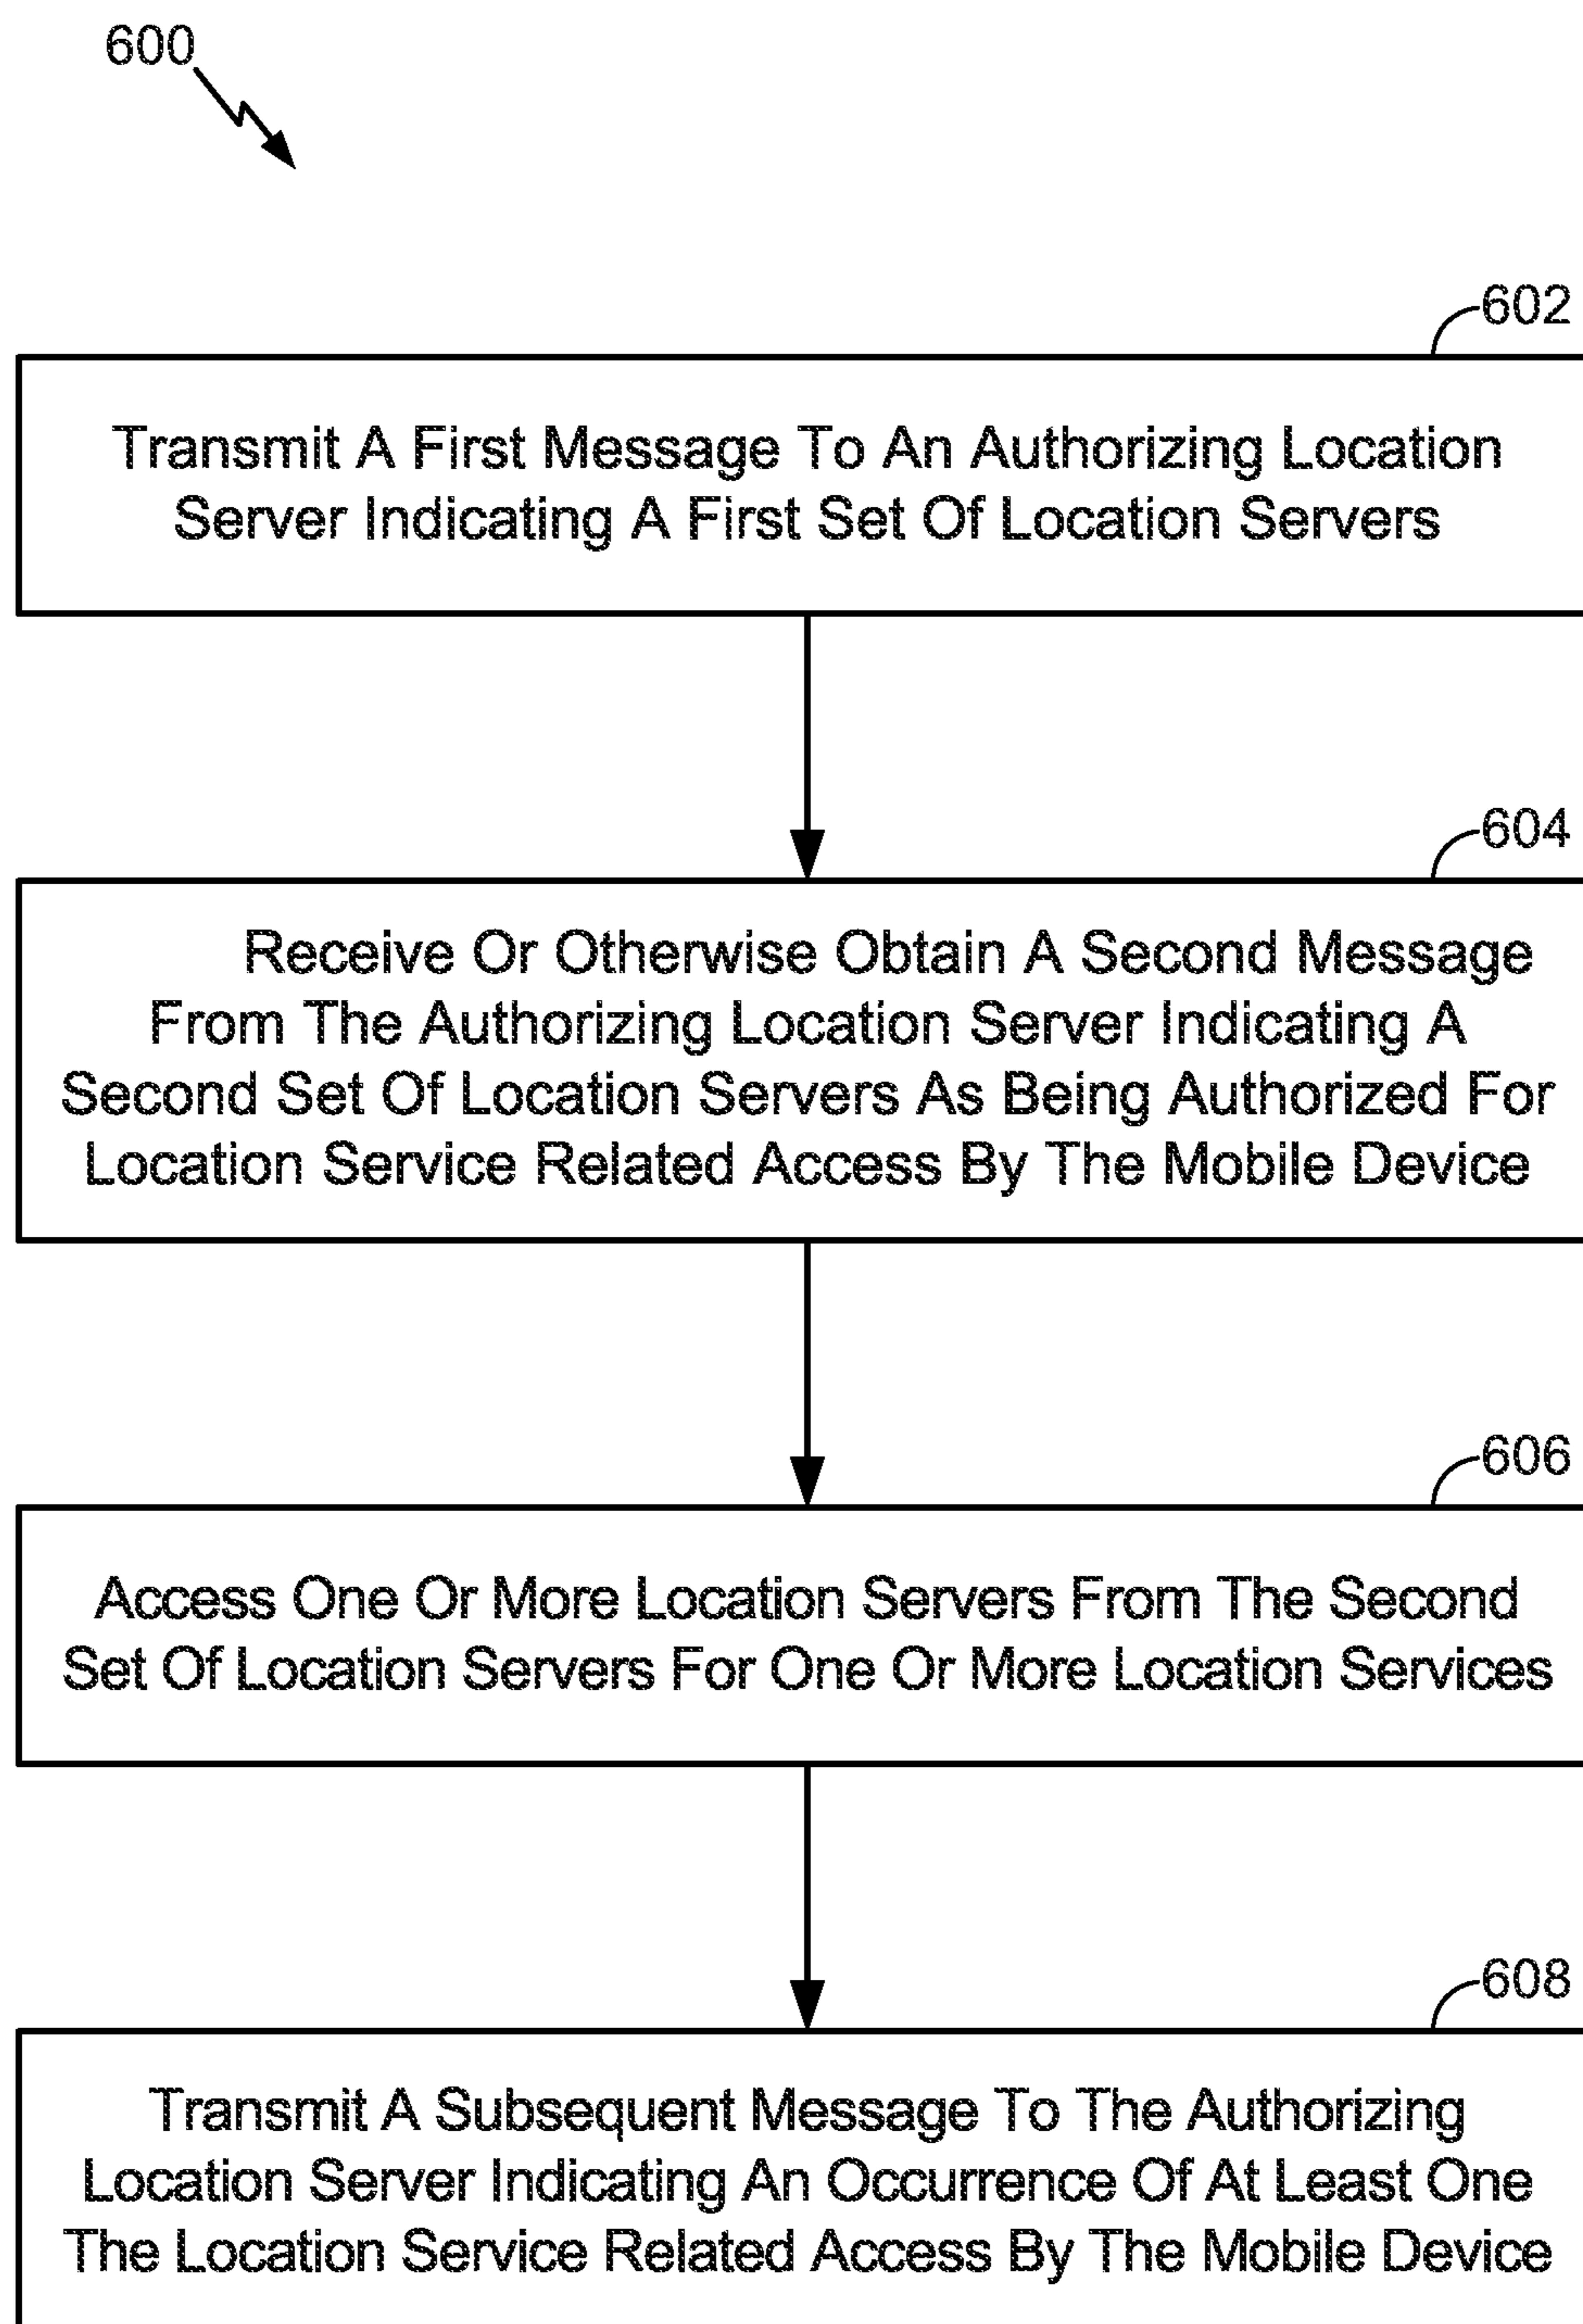 600
602
Transmit A First Message To An Authorizing Location
Server Indicating A First Set Of Location Servers
604
Receive Or Otherwise Obtain A Second Message
From The Authorizing Location Server Indicating A
Second Set Of Location Servers As Being Authorized For
Location Service Related Access By The Mobile Device
606
Access One Or More Location Servers From The Second
Set Of Location Servers For One Or More Location Services
608
Transmit A Subsequent Message To The Authorizing
Location Server Indicating An Occurrence Of At Least One
The Location Service Related Access By The Mobile Device